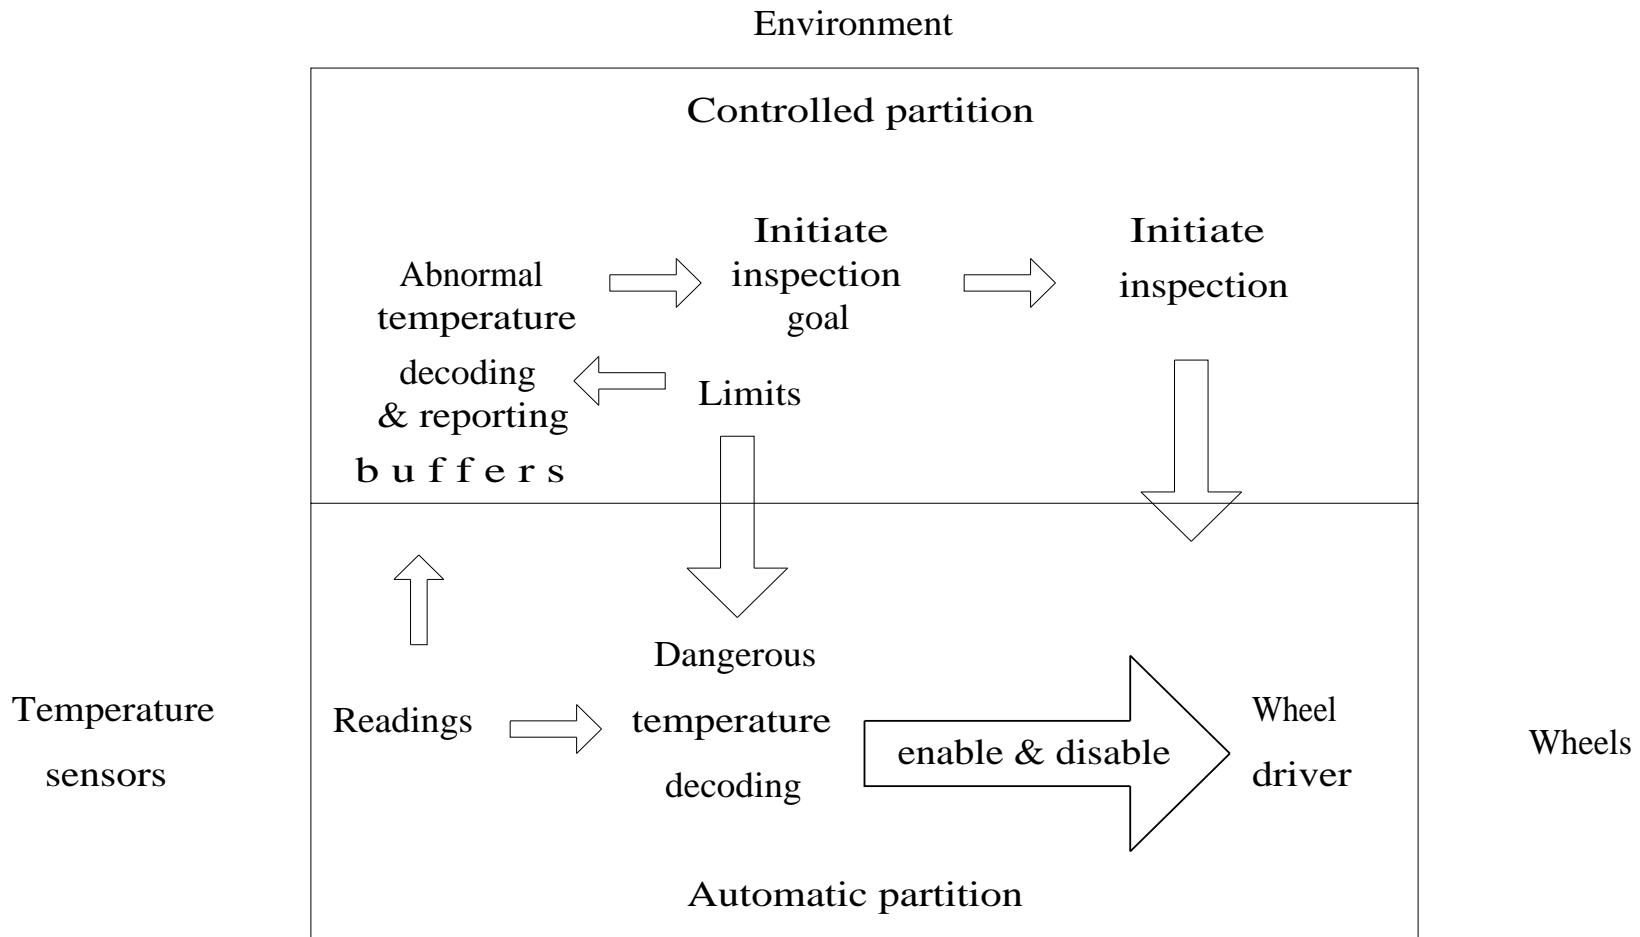 Environment
Controlled partition
Abnormal
temperature
decoding
& reporting
b u f f e r s
Initiate
inspection
goal
Limits
Initiate
inspection
Temperature
sensors
Readings
Dangerous
temperature
decoding
enable & disable
Wheel
driver
Wheels
Automatic partition